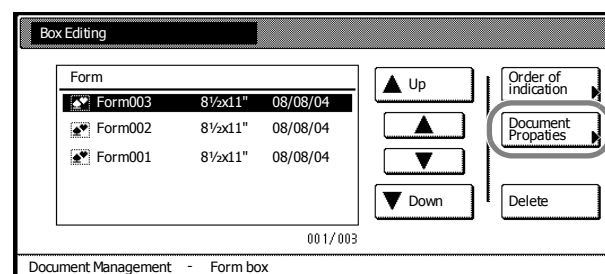 Box Editing
Form
Form003 8½x11" 08/08/04
Form002 8½x11" 08/08/04
Form001 8½x11" 08/08/04
001/003
Up
Down
Order of
indication
Document
Propaties
Delete
Document Management - Form box